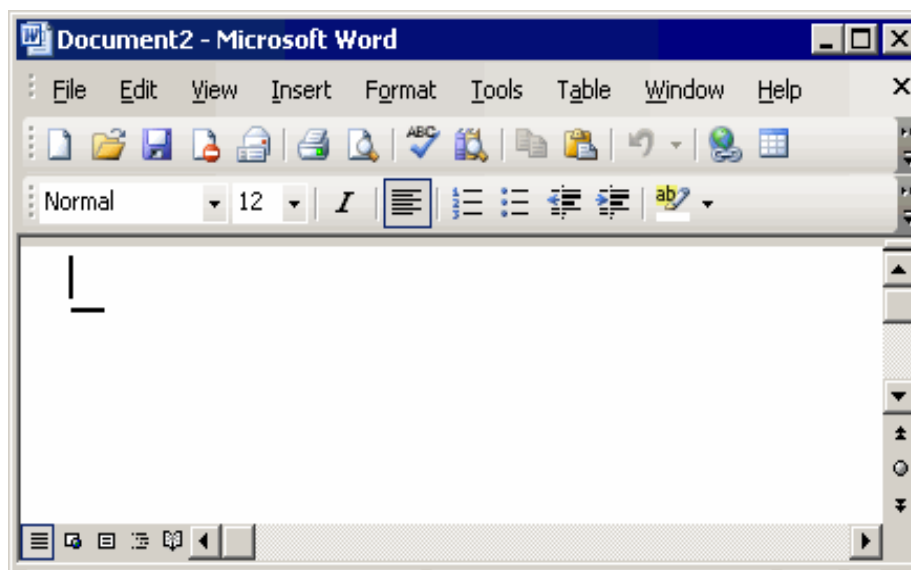 Document2 - Microsoft Word
File Edit View Insert Format Tools Table Window Help
ABC
Normal 12 I ab